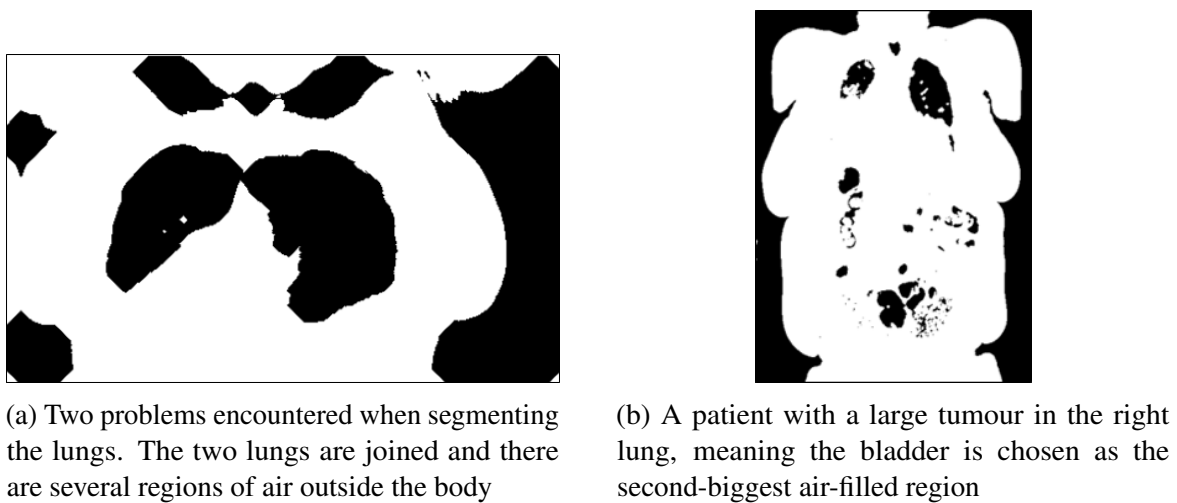 (a) Two problems encountered when segmenting
the lungs. The two lungs are joined and there
are several regions of air outside the body
(b) A patient with a large tumour in the right
lung, meaning the bladder is chosen as the
second-biggest air-filled region